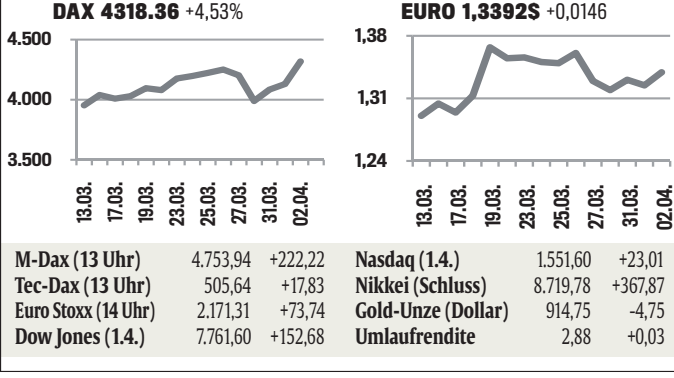 DAX 4318.36 +4,53%
4.500
4.000
3.500
13.03.
17.03.
19.03.
23.03.
25.03.
27.03.
31.03.
02.04.
EURO 1,3392$ +0,0146
1,38
1,31
1,24
13.03.
17.03.
19.03.
23.03.
25.03.
27.03.
31.03.
02.04.
M-Dax (13 Uhr) 4.753,94 +222,22
Tec-Dax (13 Uhr) 505,64 +17,83
Euro Stoxx (14 Uhr) 2.171,31 +73,74
Dow Jones (1.4.) 7.761,60 +152,68
Nasdaq (1.4.) 1.551,60 +23,01
Nikkei (Schluss) 8.719,78 +367,87
Gold-Unze (Dollar) 914,75 -4,75
Umlaufrendite 2,88 +0,03